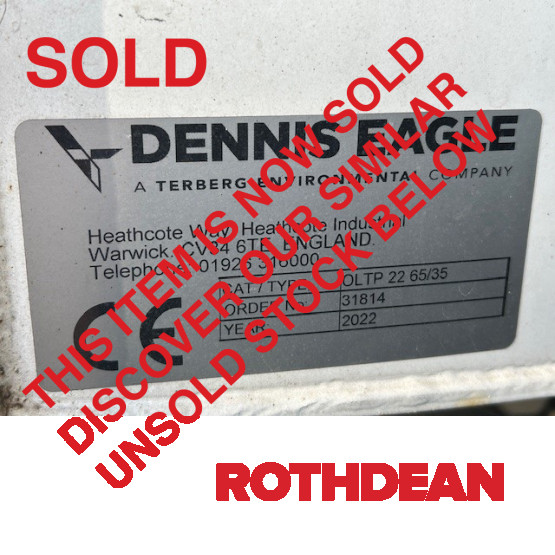 SOLD
DENNIS EAGLE
A TERBERG ENVIRONMENTAL COMPANY
Heathcote Way, Heathcote Industrial
Warwick. CV34 6TE, ENGLAND.
Telephone: 01926 316000
CAT / TYPE: OLTP 22 65/35
ORDER No: 31814
YEAR: 2022
CE
THIS ITEM IS NOW SOLD
DISCOVER OUR SIMILAR
UNSOLD STOCK BELOW
ROTHDEAN